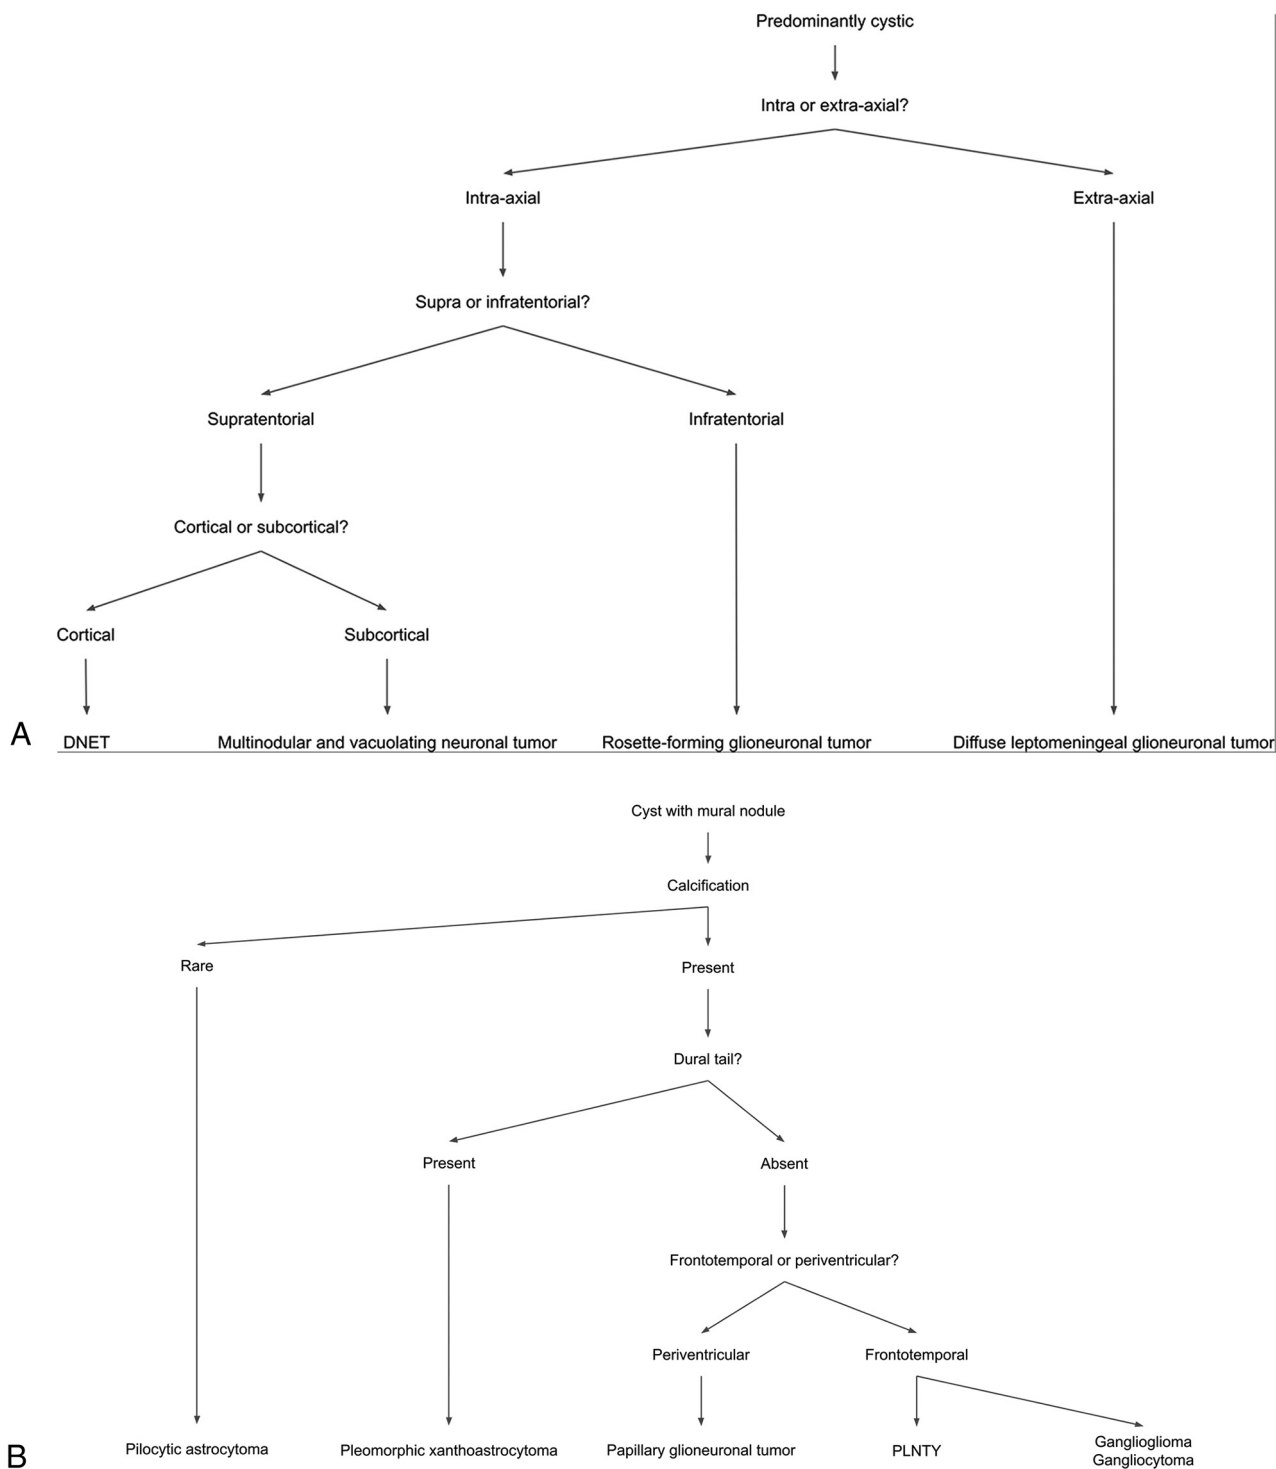 Predominantly cystic
Intra or extra-axial?
Intra-axial
Extra-axial
Supra or infratentorial?
Supratentorial
Infratentorial
Cortical or subcortical?
Cortical
Subcortical
A
DNET
Multinodular and vacuolating neuronal tumor
Rosette-forming glioneuronal tumor
Diffuse leptomeningeal glioneuronal tumor
Cyst with mural nodule
Calcification
Rare
Present
Dural tail?
Present
Absent
Frontotemporal or periventricular?
Periventricular
Frontotemporal
B
Pilocytic astrocytoma
Pleomorphic xanthoastrocytoma
Papillary glioneuronal tumor
PLNTY
Ganglioglioma
Gangliocytoma